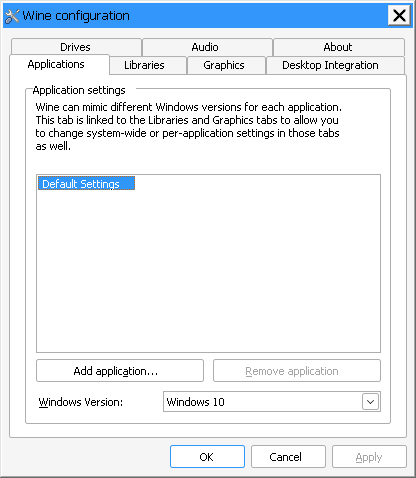 Wine configuration
Drives Audio About
Applications Libraries Graphics Desktop Integration
Application settings
Wine can mimic different Windows versions for each application.
This tab is linked to the Libraries and Graphics tabs to allow you
to change system-wide or per-application settings in those tabs
as well.
Default Settings
Add application... Remove application
Windows Version: Windows 10
OK Cancel Apply